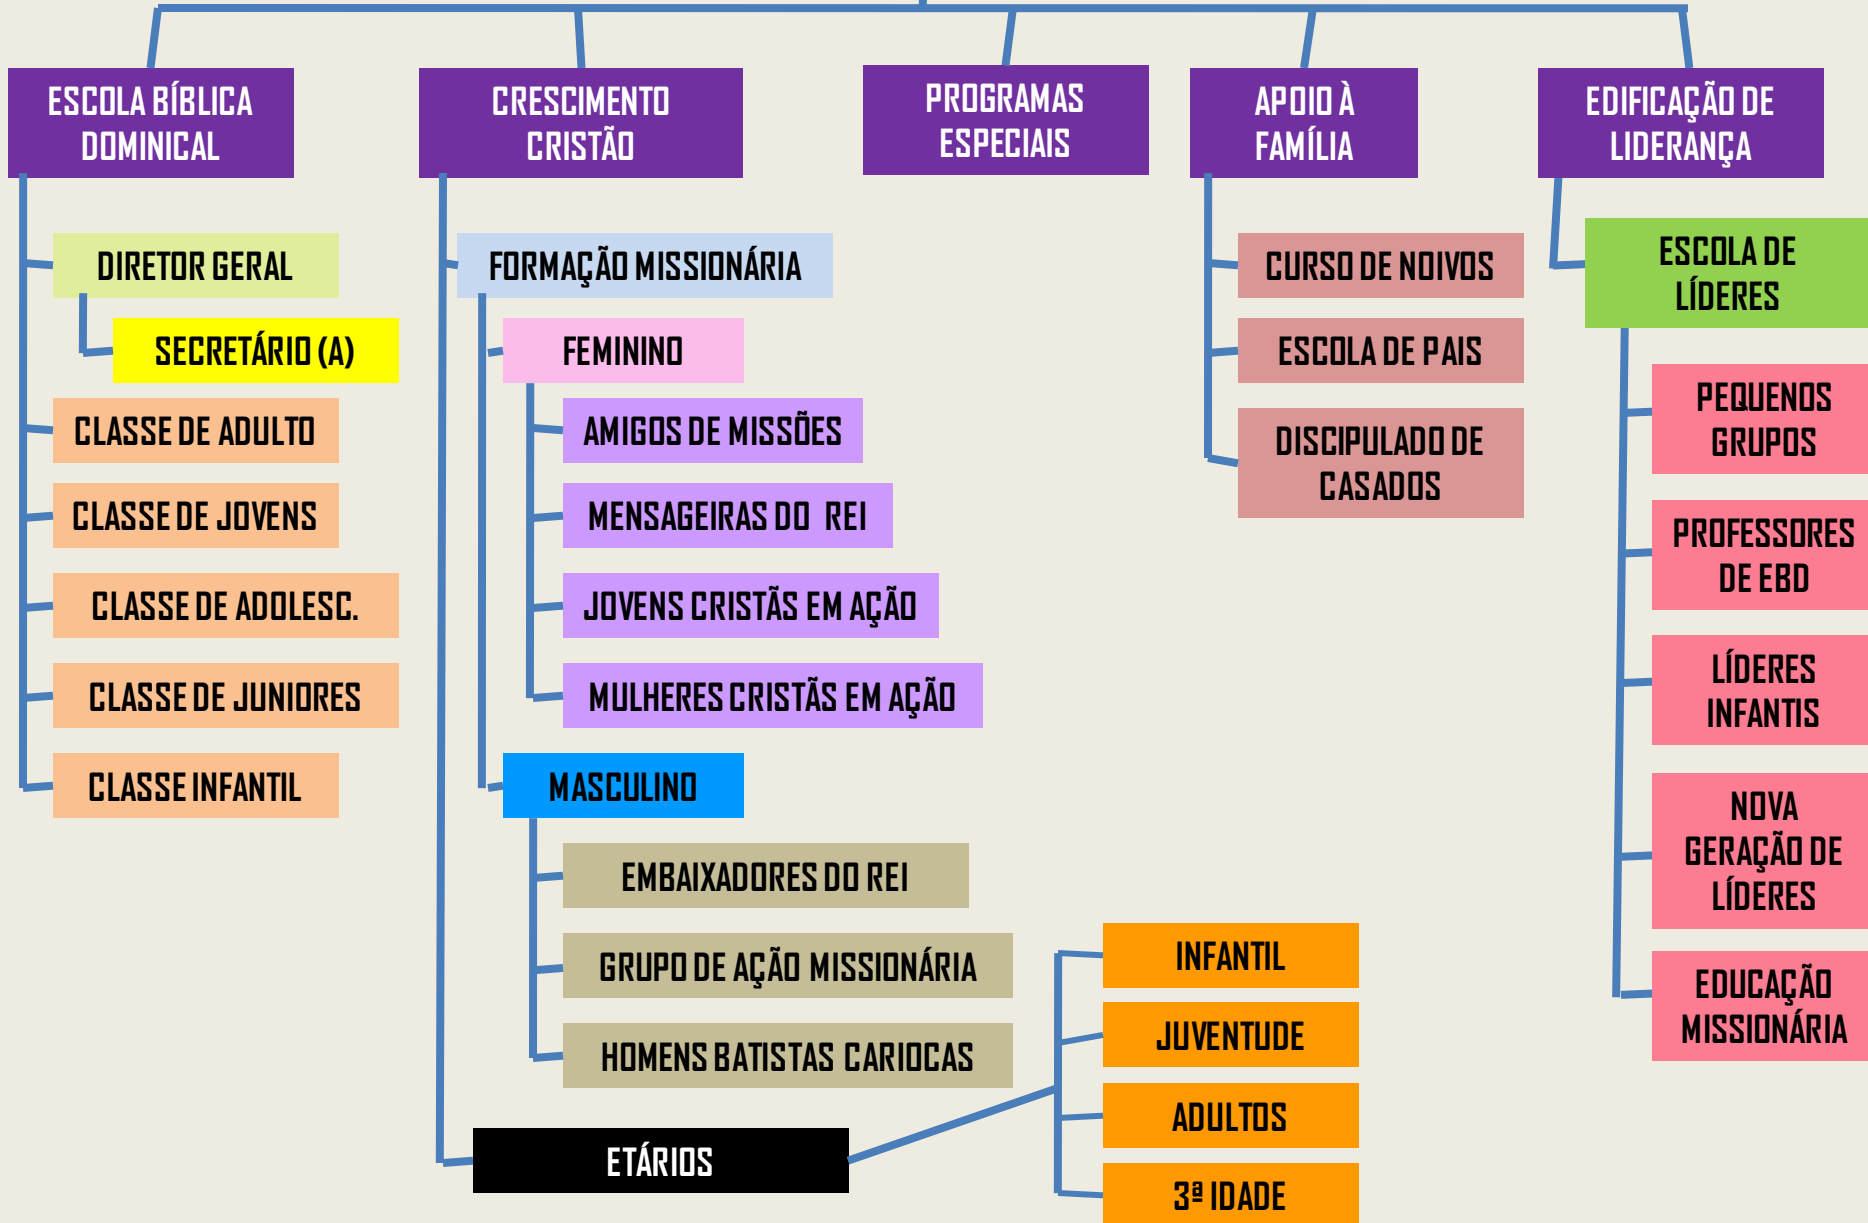 ESCOLA BÍBLICA
DOMINICAL
CRESCIMENTO
CRISTÃO
PROGRAMAS
ESPECIAIS
APOIO À
FAMÍLIA
EDIFICAÇÃO DE
LIDERANÇA
DIRETOR GERAL
SECRETÁRIO (A)
CLASSE DE ADULTO
CLASSE DE JOVENS
CLASSE DE ADOLESC.
CLASSE DE JUNIORES
CLASSE INFANTIL
FORMAÇÃO MISSIONÁRIA
FEMININO
AMIGOS DE MISSÕES
MENSAGEIRAS DO REI
JOVENS CRISTÃS EM AÇÃO
MULHERES CRISTÃS EM AÇÃO
MASCULINO
EMBAIXADORES DO REI
GRUPO DE AÇÃO MISSIONÁRIA
HOMENS BATISTAS CARIOCAS
ETÁRIOS
INFANTIL
JUVENTUDE
ADULTOS
3ª IDADE
CURSO DE NOIVOS
ESCOLA DE PAIS
DISCIPULADO DE
CASADOS
ESCOLA DE
LÍDERES
PEQUENOS
GRUPOS
PROFESSORES
DE EBD
LÍDERES
INFANTIS
NOVA
GERAÇÃO DE
LÍDERES
EDUCAÇÃO
MISSIONÁRIA